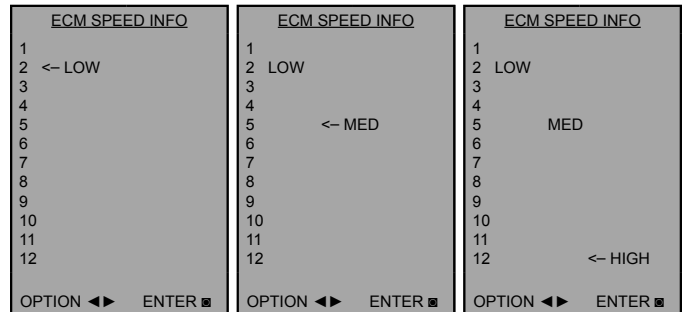 ECM SPEED INFO
1
2 <– LOW
3
4
5
6
7
8
9
10
11
12
OPTION ◄► ENTER ◙
ECM SPEED INFO
1
2 LOW
3
4
5 <– MED
6
7
8
9
10
11
12
OPTION ◄► ENTER ◙
ECM SPEED INFO
1
2 LOW
3
4
5 MED
6
7
8
9
10
11
12 <– HIGH
OPTION ◄► ENTER ◙